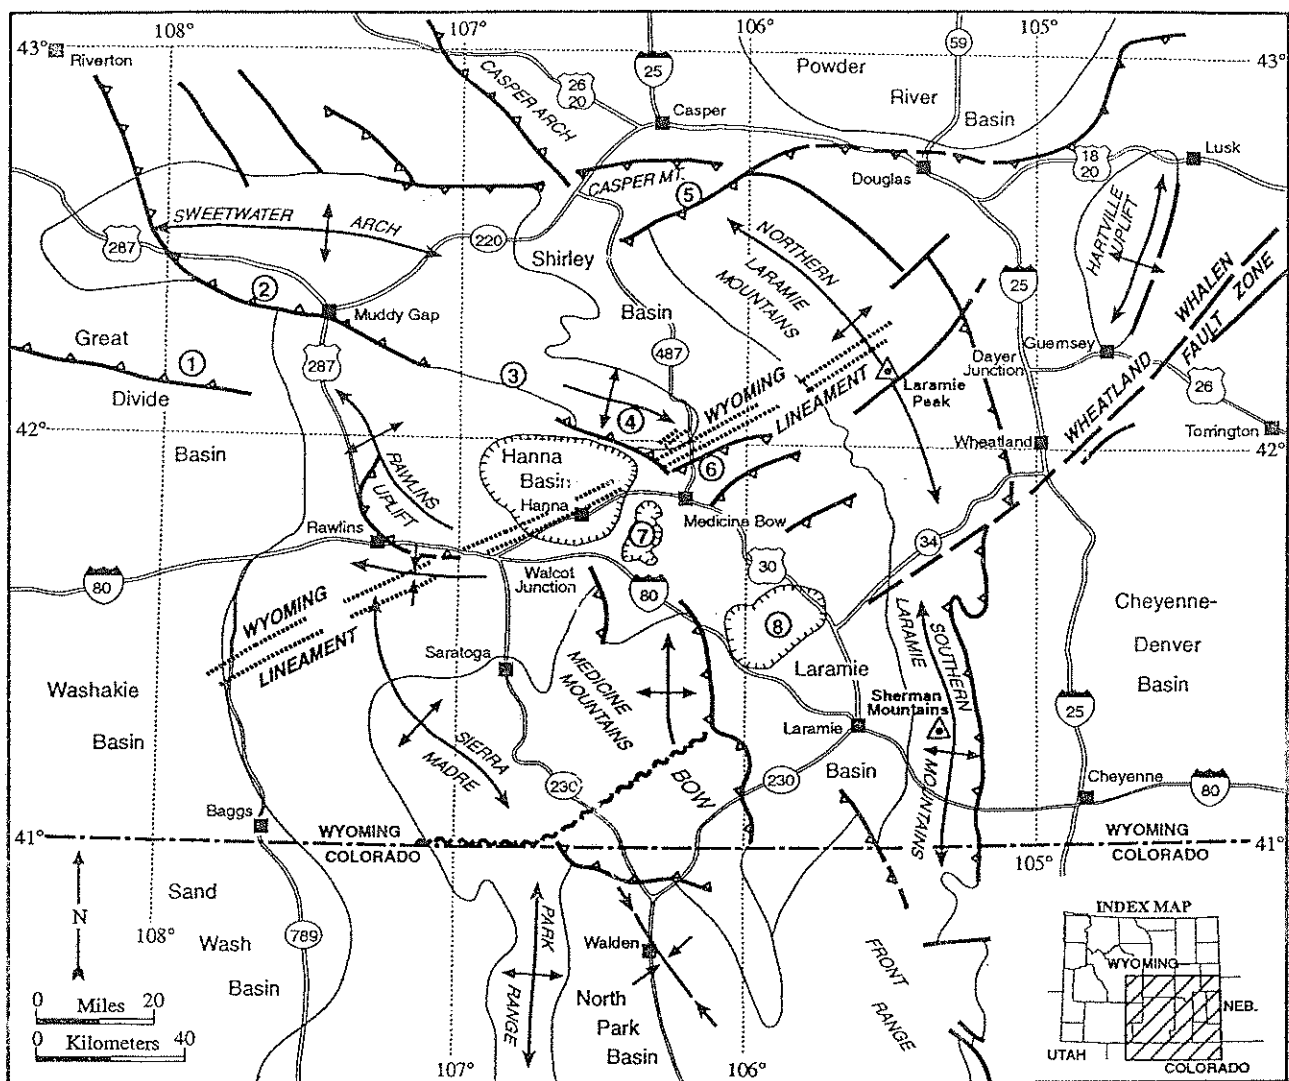 108°
107°
106°
105°
43°
43°
Riverton
CASPER ARCH
26
20
25
59
Powder
River
Basin
Casper
18
20
Lusk
Douglas
CASPER MT.
5
SWEETWATER
ARCH
287
220
Shirley
Basin
NORTHERN
LARAMIE
MOUNTAINS
25
HARTVILLE
UPLIFT
WHALEN
FAULT ZONE
WHEATLAND
2
Muddy Gap
Great
Divide
Basin
1
287
3
487
Dayer
Junction
Guernsey
26
Laramie
Peak
WYOMING
LINEAMENT
4
42°
42°
Torrington
Wheatland
Hanna
Basin
6
RAWLINS
UPLIFT
Hanna
Medicine Bow
Rawlins
7
34
Walcot
Junction
80
80
30
WYOMING
LINEAMENT
8
Cheyenne-
Denver
Basin
Saratoga
MEDICINE
MOUNTAINS
BOW
Laramie
Basin
LARAMIE
SOUTHERN
MOUNTAINS
Sherman
Mountains
25
Washakie
Basin
SIERRA
MADRE
Laramie
230
230
Cheyenne
80
Baggs
41°
WYOMING
COLORADO
WYOMING
COLORADO
41°
105°
Sand
Wash
Basin
N
108°
789
PARK
RANGE
Walden
North
Park
Basin
FRONT
RANGE
INDEX MAP
WYOMING
NEB.
UTAH
COLORADO
0 Miles 20
0 Kilometers 40
107°
106°